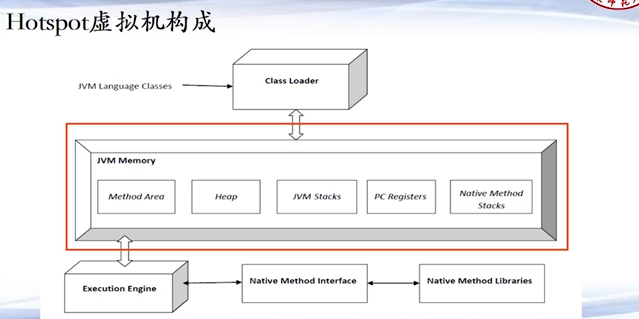 Hotspot虚拟机构成
Class Loader
JVM Language Classes
JVM Memory
Method Area
Heap
JVM Stacks
PC Registers
Native Method
Stacks
Execution Engine
Native Method Interface
Native Method Libraries